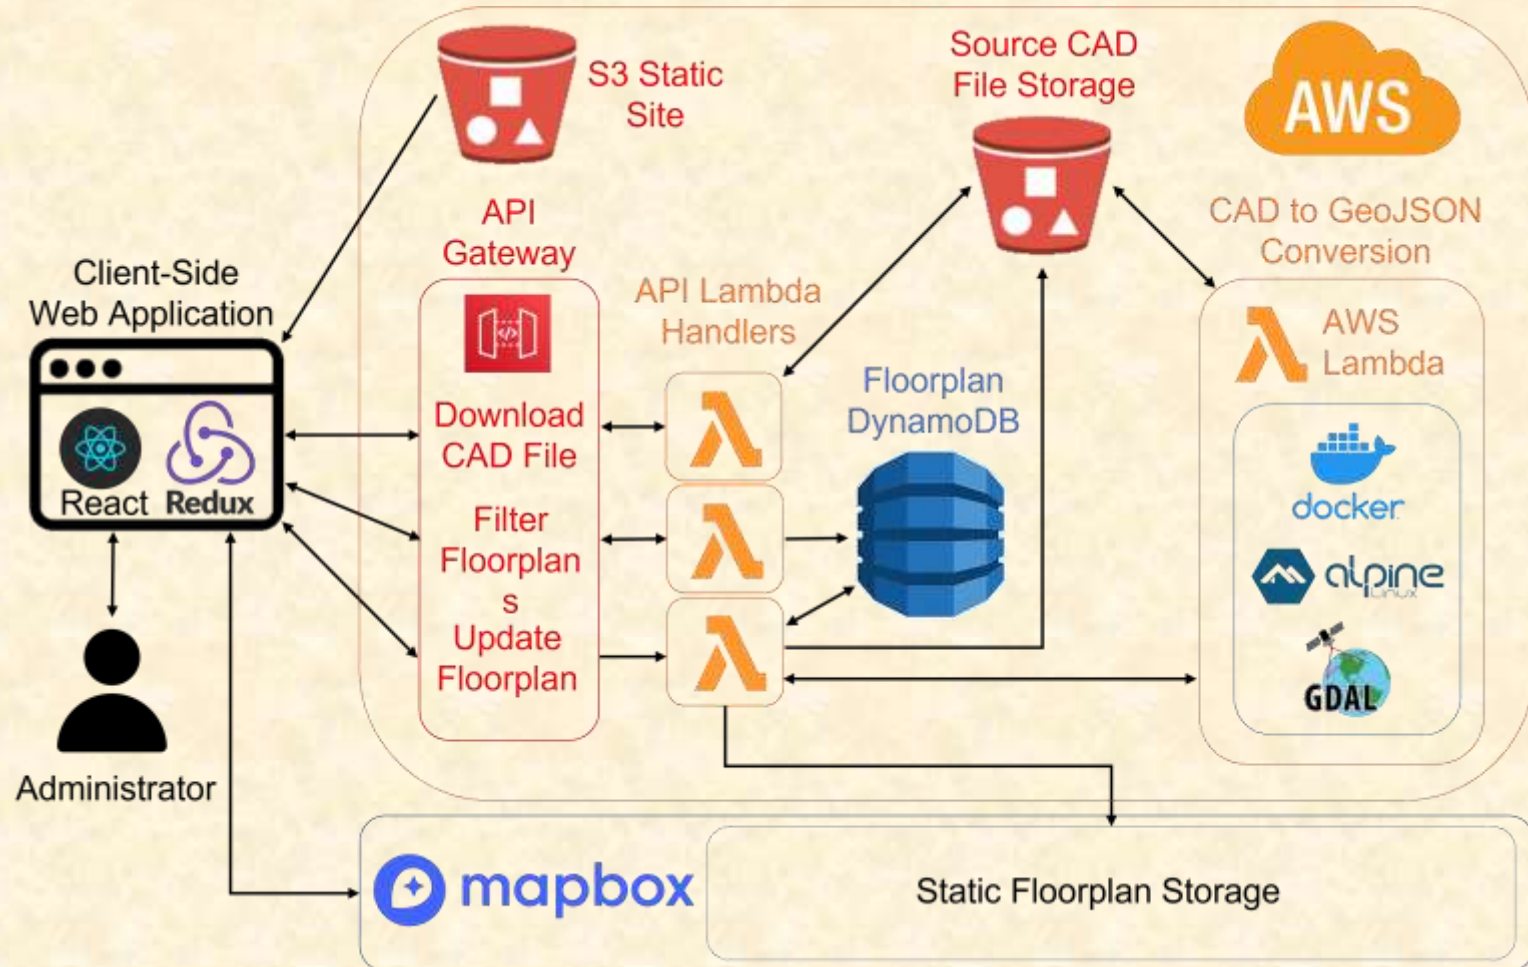 S3 Static
Site
Source CAD
File Storage
AWS
API
Gateway
CAD to GeoJSON
Conversion
Client-Side
Web Application
API Lambda
Handlers
AWS
Lambda
Floorplan
DynamoDB
Download
CAD File
React
Redux
docker
Filter
Floorplan
s
alpine
LINUX
Update
Floorplan
GDAL
Administrator
mapbox
Static Floorplan Storage